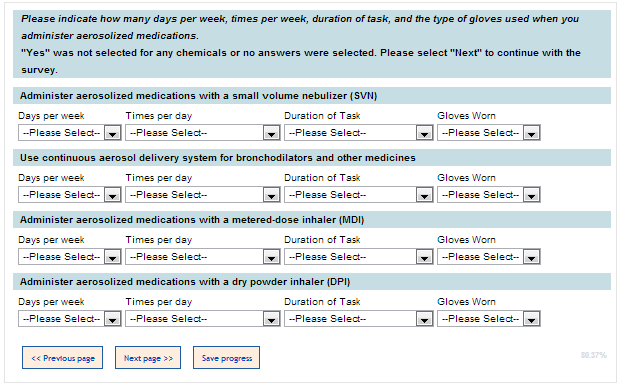 Please indicate how many days per week, times per week, duration of task, and the type of gloves used when you
administer aerosolized medications.
"Yes" was not selected for any chemicals or no answers were selected. Please select "Next" to continue with the
survey.
Administer aerosolized medications with a small volume nebulizer (SVN)
Days per week Times per day Duration of Task Gloves Worn
--Please Select-- --Please Select-- --Please Select-- --Please Select--
Use continuous aerosol delivery system for bronchodilators and other medicines
Days per week Times per day Duration of Task Gloves Worn
--Please Select-- --Please Select-- --Please Select-- --Please Select--
Administer aerosolized medications with a metered-dose inhaler (MDI)
Days per week Times per day Duration of Task Gloves Worn
--Please Select-- --Please Select-- --Please Select-- --Please Select--
Administer aerosolized medications with a dry powder inhaler (DPI)
Days per week Times per day Duration of Task Gloves Worn
--Please Select-- --Please Select-- --Please Select-- --Please Select--
<< Previous page Next page >> Save progress